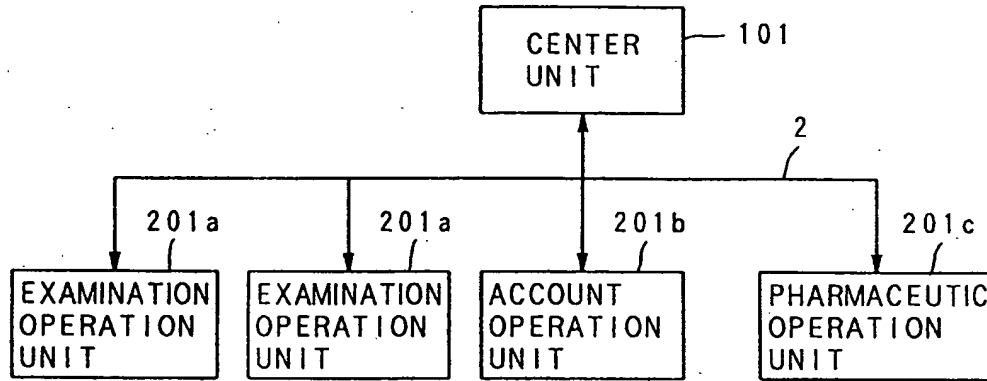 CENTER
UNIT
101
2
201a
201a
201b
201c
EXAMINATION
OPERATION
UNIT
EXAMINATION
OPERATION
UNIT
ACCOUNT
OPERATION
UNIT
PHARMACEUTIC
OPERATION
UNIT